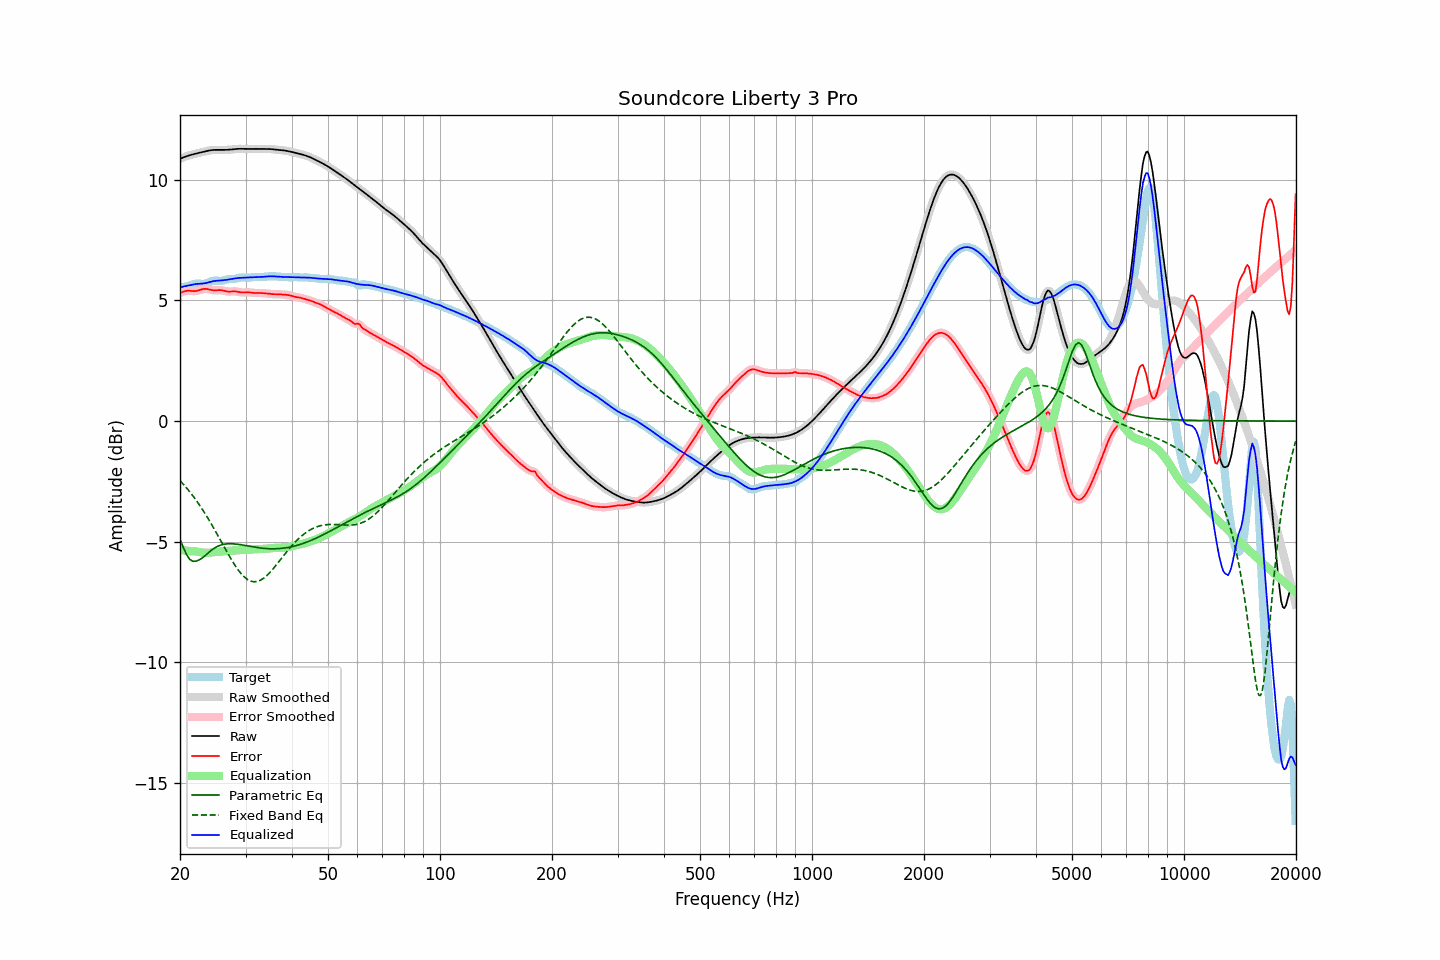 Soundcore Liberty 3 Pro
Amplitude (dBr)
10
5
0
−5
−10
−15
Target
Raw Smoothed
Error Smoothed
Raw
Error
Equalization
Parametric Eq
Fixed Band Eq
Equalized
20 50 100 200 500 1000 2000 5000 10000 20000
Frequency (Hz)